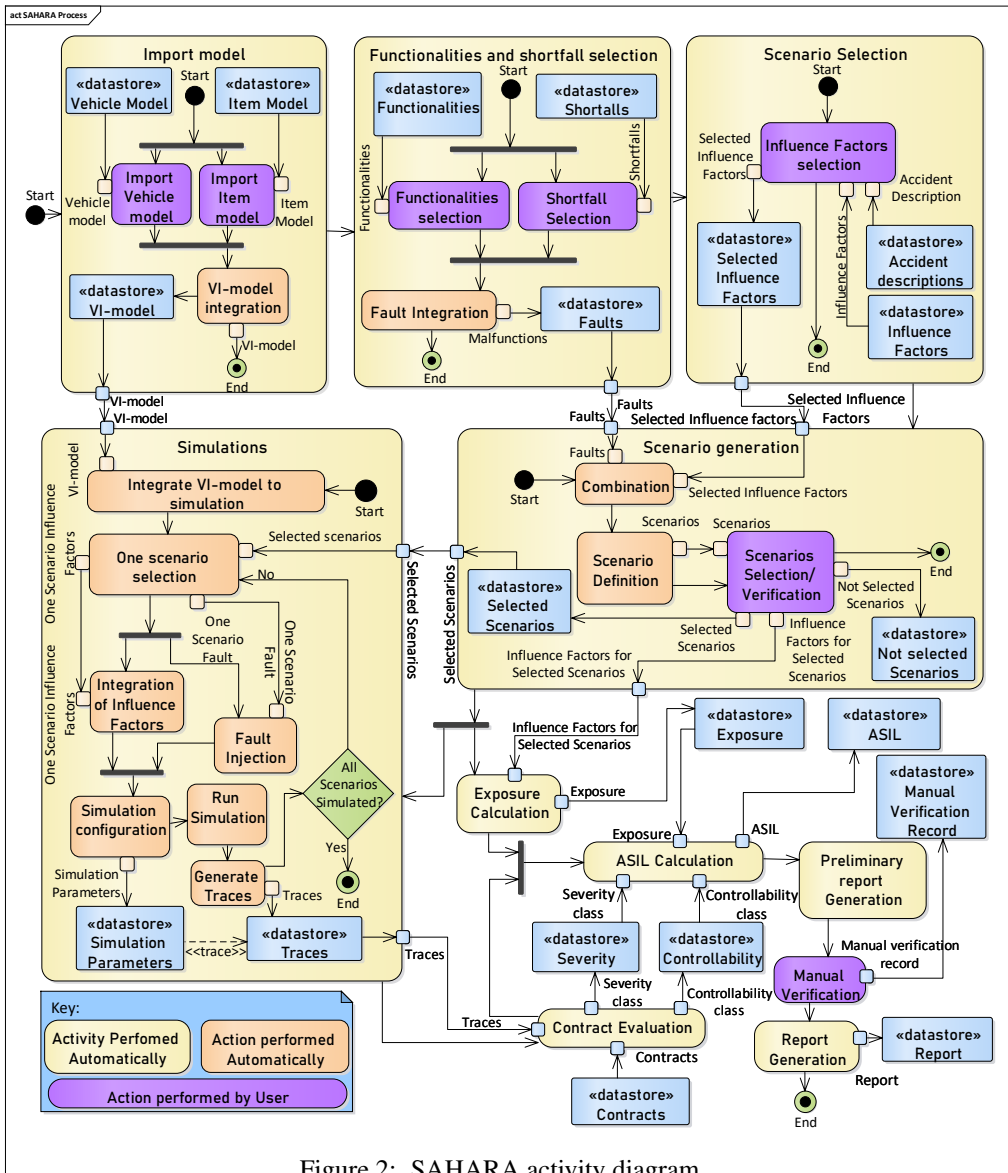 act SAHARA Process
Import model
«datastore»
Vehicle Model
Start
«datastore»
Item Model
Start
Vehicle
model
Import
Vehicle
model
Import
Item
model
Item
Model
«datastore»
VI-model
VI-model
integration
VI-model
End
VI-model
VI-model
Functionalities and shortfall selection
«datastore»
Functionalities
Start
«datastore»
Shortalls
Functionalities
Shortfalls
Functionalities
selection
Shortfall
Selection
Fault Integration
Malfunctions
«datastore»
Faults
End
Faults
Faults
Scenario Selection
Start
Selected
Influence
Factors
Influence Factors
selection
Accident
Description
Influence Factors
«datastore»
Selected
Influence
Factors
«datastore»
Accident
descriptions
«datastore»
Influence
Factors
End
Selected Influence
Factors
Selected Influence factors
Simulations
VI-model
Integrate VI-model to
simulation
Start
One Scenario Influence
Factors
One scenario
selection
Selected scenarios
No
One
Scenario
Fault
One Scenario
Fault
One Scenario Influence
Factors
Integration
of Influence
Factors
Fault
Injection
All
Scenarios
Simulated?
Yes
End
Simulation
configuration
Run
Simulation
Generate
Traces
Traces
Simulation
Parameters
«datastore»
Simulation
Parameters
<<trace>>
«datastore»
Traces
Traces
Scenario generation
Faults
Start
Combination
Selected Influence Factors
Scenarios
Scenarios
Scenario
Definition
Scenarios
Selection/
Verification
End
Not Selected
Scenarios
«datastore»
Selected
Scenarios
Selected
Scenarios
Influence
Factors for
Selected
Scenarios
«datastore»
Not selected
Scenarios
Influence Factors for
Selected Scenarios
Selected Scenarios
Selected Scenarios
Influence Factors for
Selected Scenarios
«datastore»
Exposure
«datastore»
ASIL
Exposure
Calculation
Exposure
«datastore»
Manual
Verification
Record
Exposure
ASIL
ASIL Calculation
Preliminary
report
Generation
Severity
class
Controllability
class
«datastore»
Severity
«datastore»
Controllability
Manual verification
record
Manual
Verification
Severity
class
Controllability
class
Traces
Contract Evaluation
Contracts
«datastore»
Contracts
Report
Generation
«datastore»
Report
Report
End
Key:
Activity Perfomed
Automatically
Action performed
Automatically
Action performed by User
Figure 2: SAHARA activity diagram